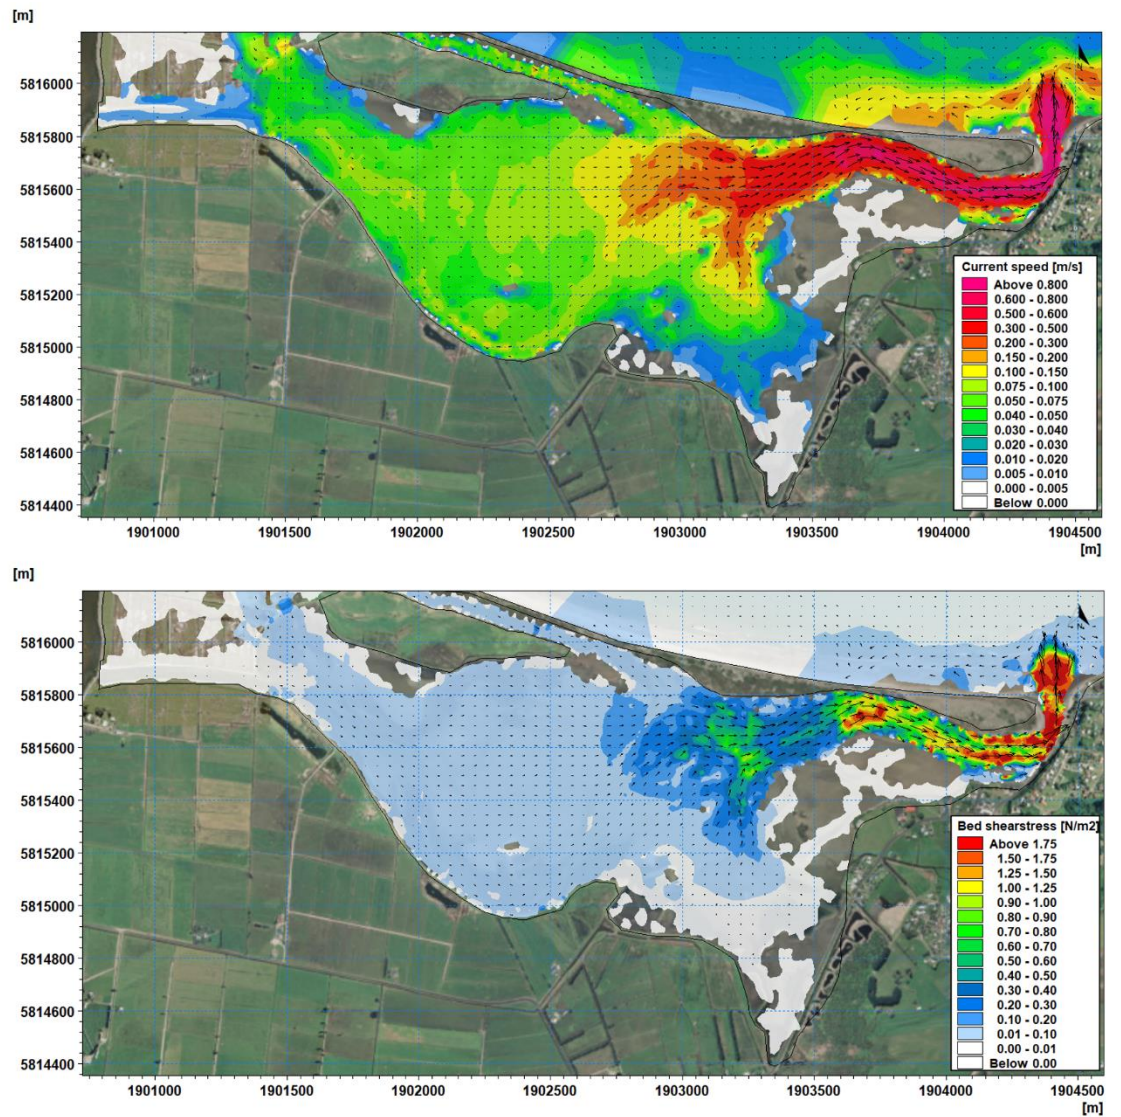 [m]
5816000
5815800
5815600
5815400
5815200
5815000
5814800
5814600
5814400
N
Current speed [m/s]
Above 0.800
0.600 - 0.800
0.500 - 0.600
0.300 - 0.500
0.200 - 0.300
0.150 - 0.200
0.100 - 0.150
0.075 - 0.100
0.050 - 0.075
0.040 - 0.050
0.030 - 0.040
0.020 - 0.030
0.010 - 0.020
0.005 - 0.010
0.000 - 0.005
Below 0.000
1901000 1901500 1902000 1902500 1903000 1903500 1904000 1904500
[m]
[m]
5816000
5815800
5815600
5815400
5815200
5815000
5814800
5814600
5814400
N
Bed shearstress [N/m2]
Above 1.75
1.50 - 1.75
1.25 - 1.50
1.00 - 1.25
0.90 - 1.00
0.80 - 0.90
0.70 - 0.80
0.60 - 0.70
0.50 - 0.60
0.40 - 0.50
0.30 - 0.40
0.20 - 0.30
0.10 - 0.20
0.01 - 0.10
0.00 - 0.01
Below 0.00
1901000 1901500 1902000 1902500 1903000 1903500 1904000 1904500
[m]